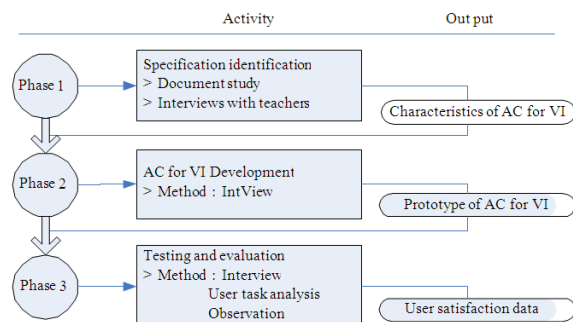 Activity
Out put
Phase 1
Specification identification
> Document study
> Interviews with teachers
Characteristics of AC for VI
Phase 2
AC for VI Development
> Method : IntView
Prototype of AC for VI
Phase 3
Testing and evaluation
> Method : Interview
User task analysis
Observation
User satisfaction data